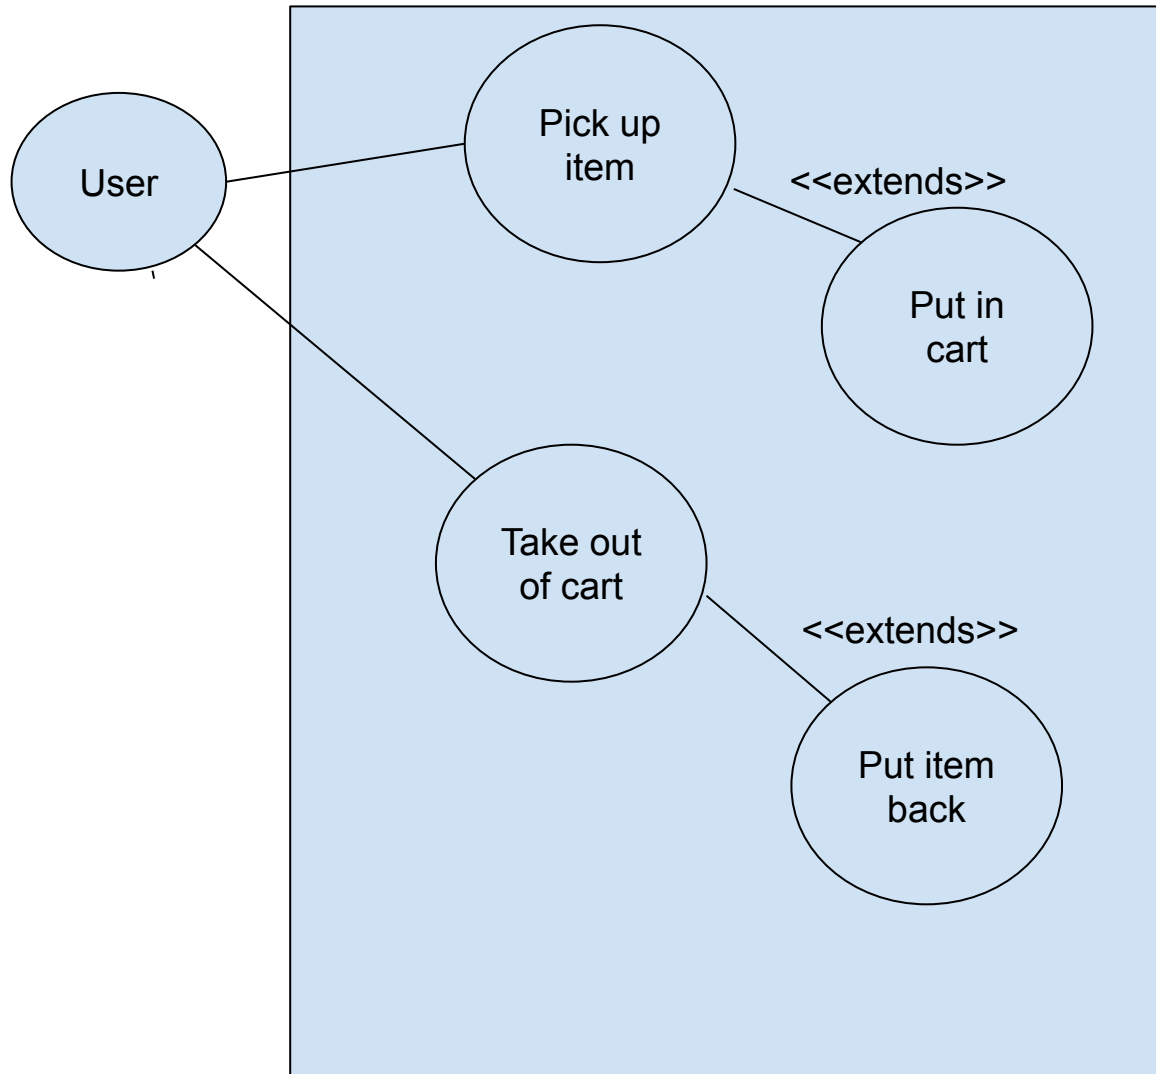 User
Pick up
item
<<extends>>
Put in
cart
Take out
of cart
<<extends>>
Put item
back